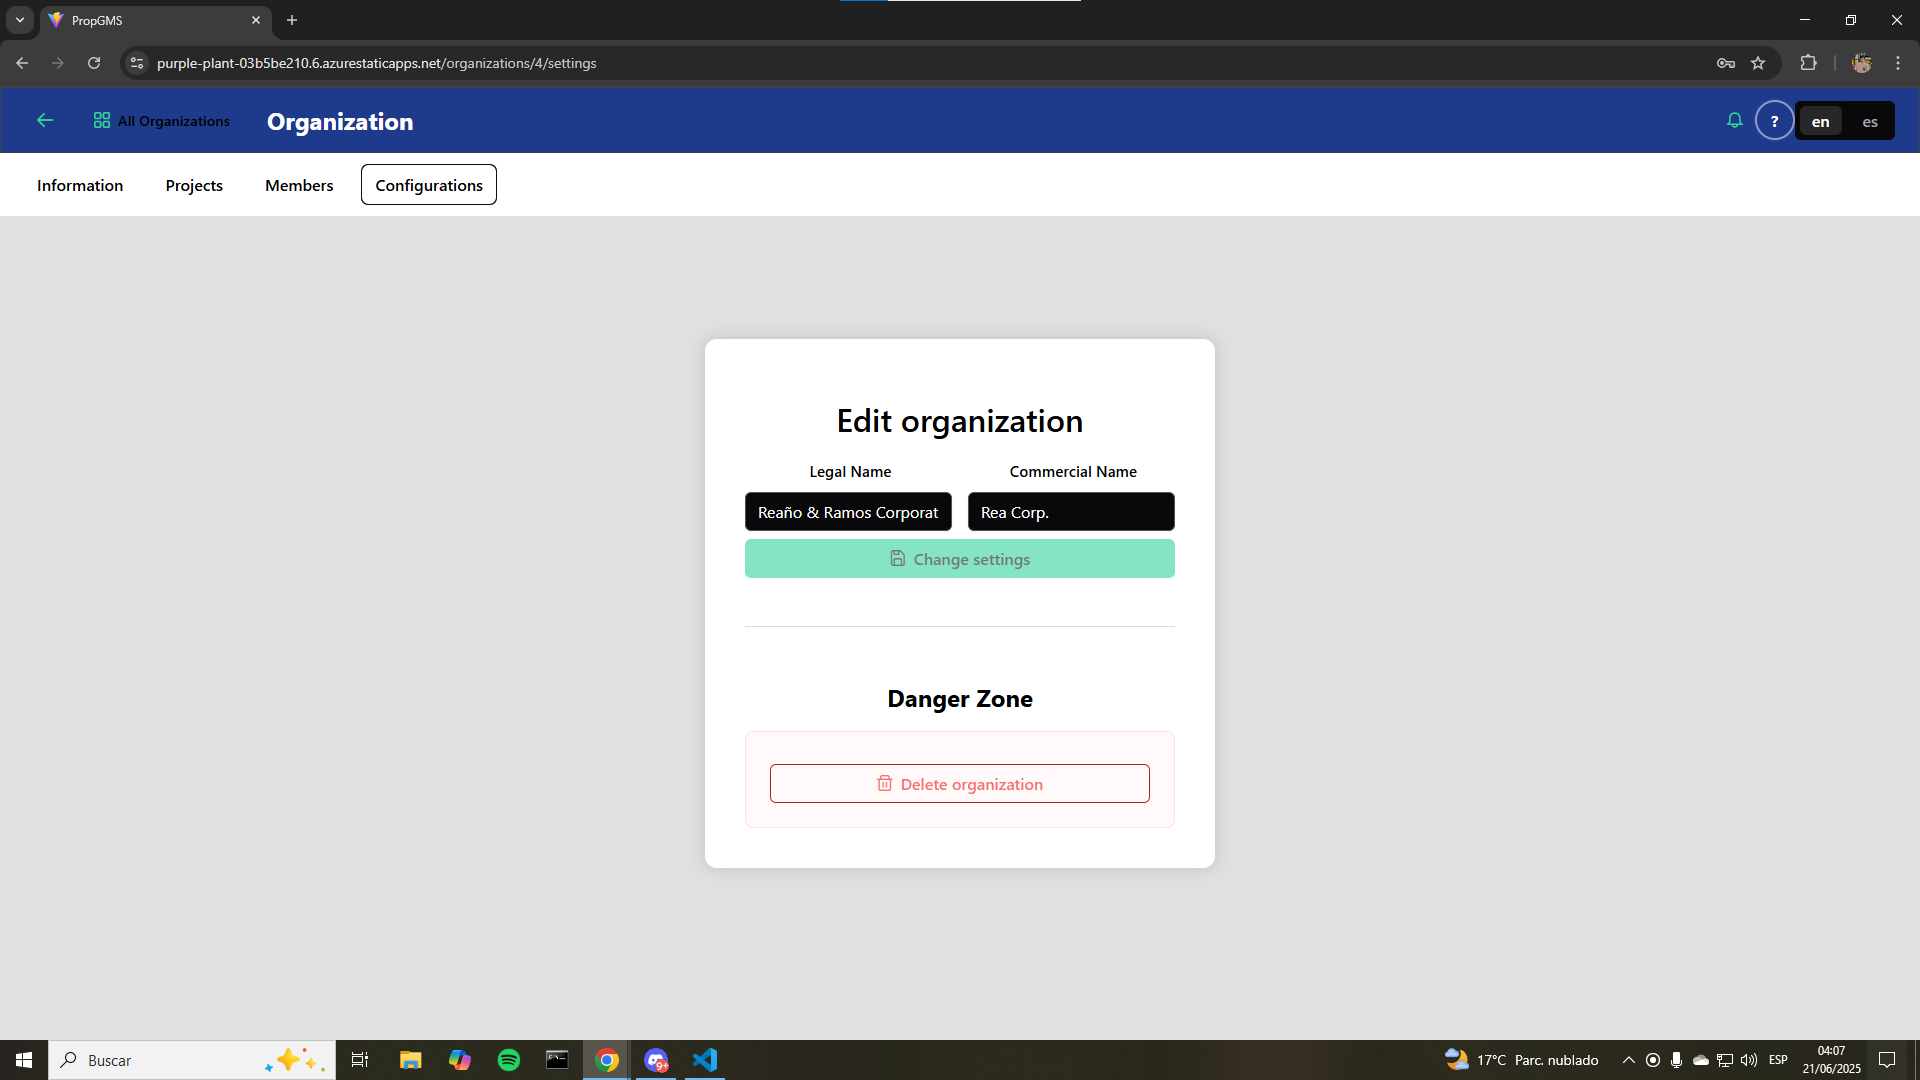 PropGMS
purple-plant-03b5be210.6.azurestaticapps.net/organizations/4/settings
All Organizations
Organization
?
en
es
Information
Projects
Members
Configurations
Edit organization
Legal Name
Commercial Name
Reaño & Ramos Corporat
Rea Corp.
Change settings
Danger Zone
Delete organization
Buscar
9+
17°C Parc. nublado
ESP
04:07
21/06/2025